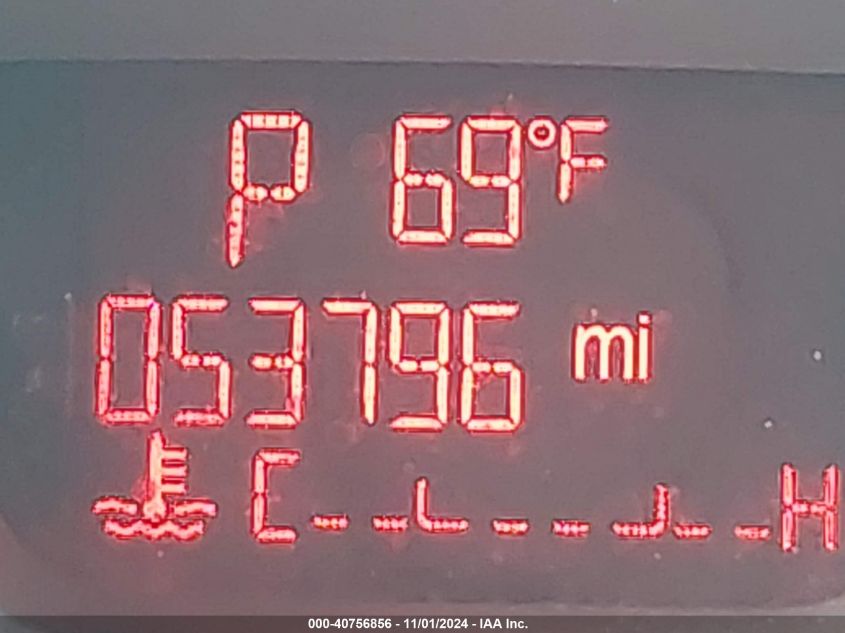 P 69°F
053796 mi
C H
000-40756856 - 11/01/2024 - IAA Inc.